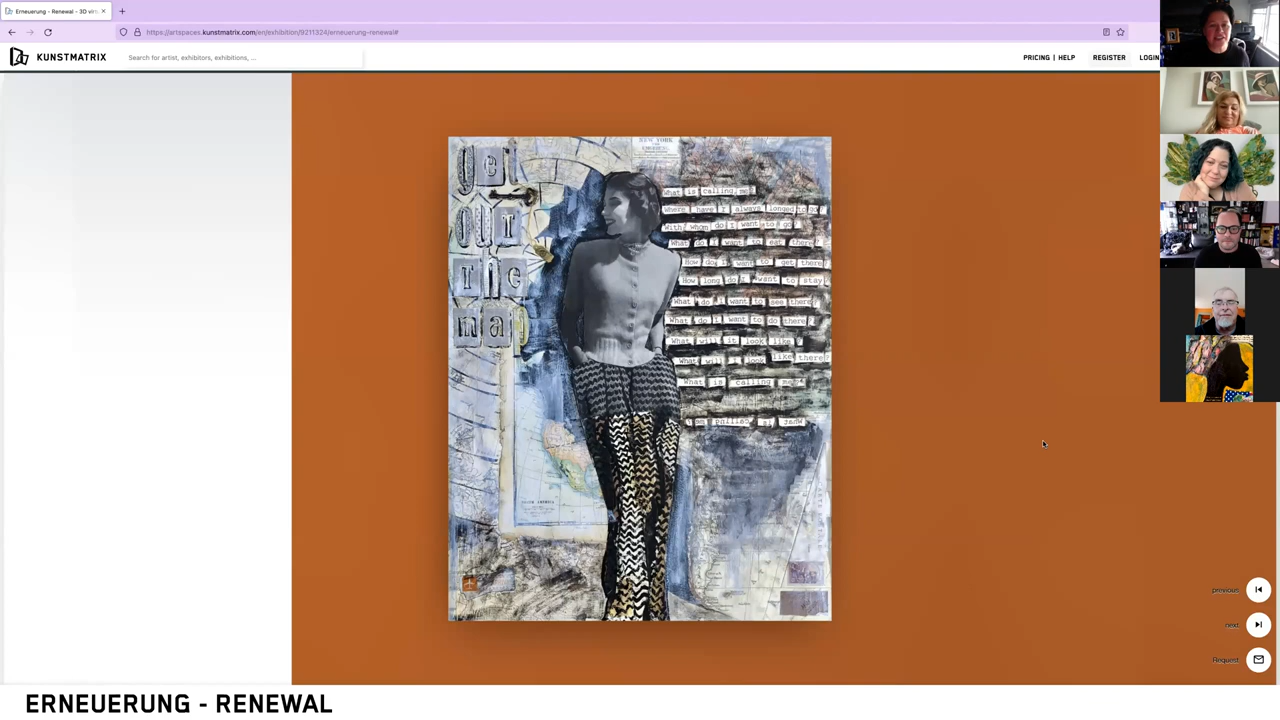 Erneuerung - Renewal - 3D virt
https://artspaces.kunstmatrix.com/en/exhibition/9211324/erneuerung-renewal#
KUNSTMATRIX
Search for artist, exhibitors, exhibitions, ...
PRICING | HELP
REGISTER
LOGIN
NEW YORK
Get
OUT
The
map
What is calling me?
Where have I always longed to
With whom do I want to go?
What do I want to eat there?
How do I want to get there?
How long do I want to stay
What do I want to see there?
What do I want to do there?
What will it look like?
What will I look like there?
What is calling me?
NORTH AMERICA
previous
next
Request
ERNEUERUNG - RENEWAL